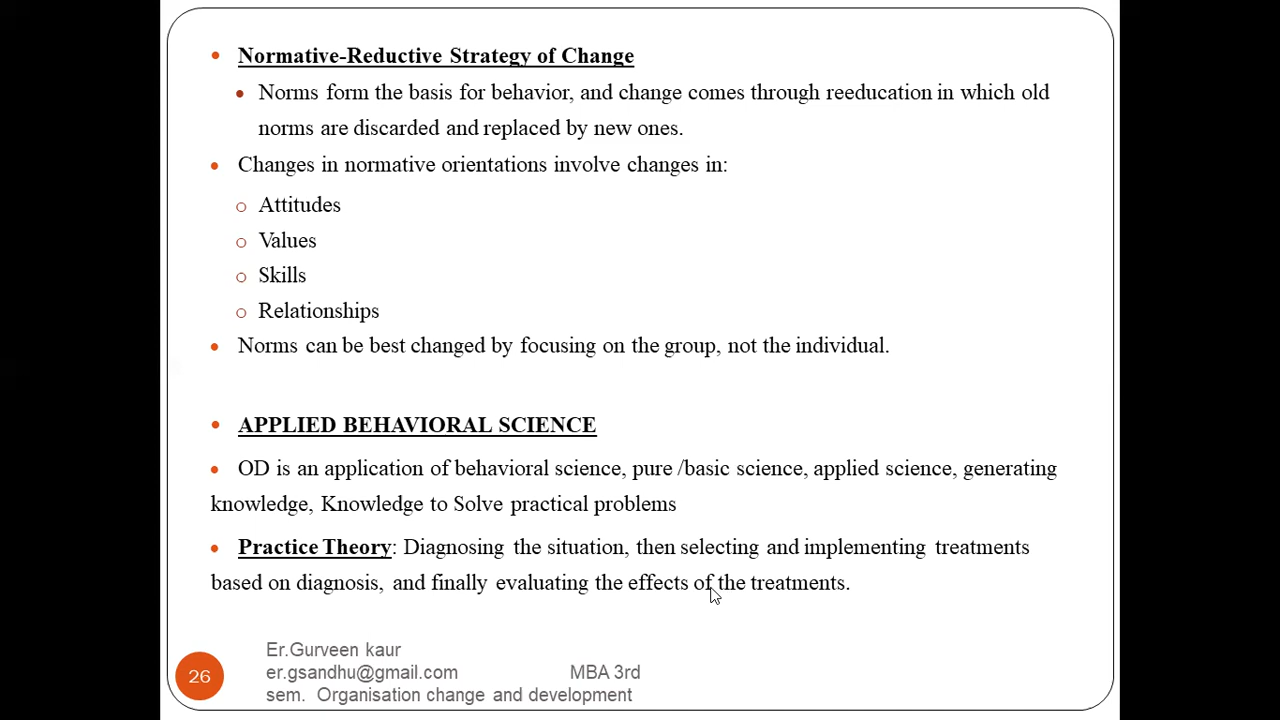 Normative-Reductive Strategy of Change
Norms form the basis for behavior, and change comes through reeducation in which old
norms are discarded and replaced by new ones.
Changes in normative orientations involve changes in:
Attitudes
Values
Skills
Relationships
Norms can be best changed by focusing on the group, not the individual.
APPLIED BEHAVIORAL SCIENCE
OD is an application of behavioral science, pure /basic science, applied science, generating
knowledge, Knowledge to Solve practical problems
Practice Theory: Diagnosing the situation, then selecting and implementing treatments
based on diagnosis, and finally evaluating the effects of the treatments.
26
Er.Gurveen kaur
er.gsandhu@gmail.com MBA 3rd
sem. Organisation change and development